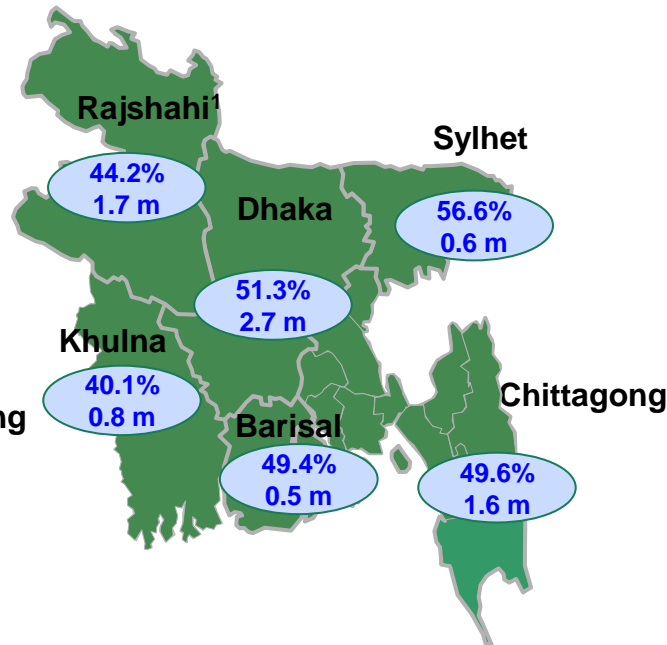 Rajshahi¹
44.2%
1.7 m
Sylhet
56.6%
0.6 m
Dhaka
51.3%
2.7 m
Khulna
40.1%
0.8 m
ng
Barisal
49.4%
0.5 m
Chittagong
49.6%
1.6 m